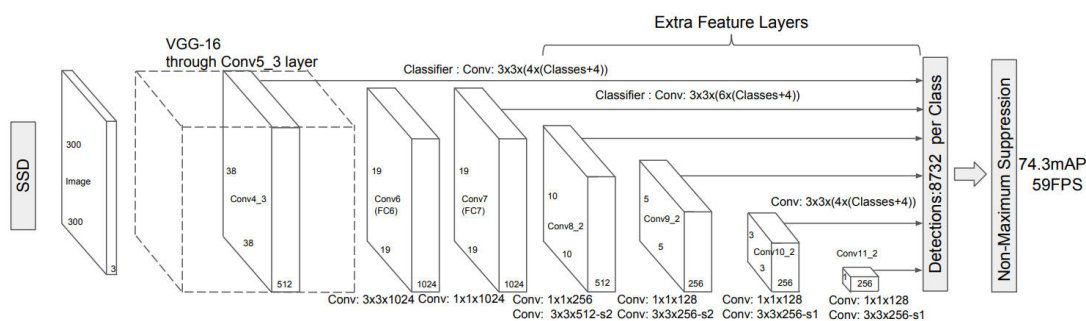 Extra Feature Layers
VGG-16
through Conv5_3 layer
Classifier : Conv: 3x3x(4x(Classes+4))
Classifier : Conv: 3x3x(6x(Classes+4))
SSD
300
Image
300
3
38
Conv4_3
38
512
19
Conv6
(FC6)
19
1024
19
Conv7
(FC7)
19
1024
10
Conv8_2
10
512
5
Conv9_2
5
256
Conv: 3x3x(4x(Classes+4))
3
Conv10_2
3
256
Conv11_2
1
256
Detections:8732 per Class
Non-Maximum Suppression
74.3mAP
59FPS
Conv: 3x3x1024
Conv: 1x1x1024
Conv: 1x1x256
Conv: 3x3x512-s2
Conv: 1x1x128
Conv: 3x3x256-s2
Conv: 1x1x128
Conv: 3x3x256-s1
Conv: 1x1x128
Conv: 3x3x256-s1